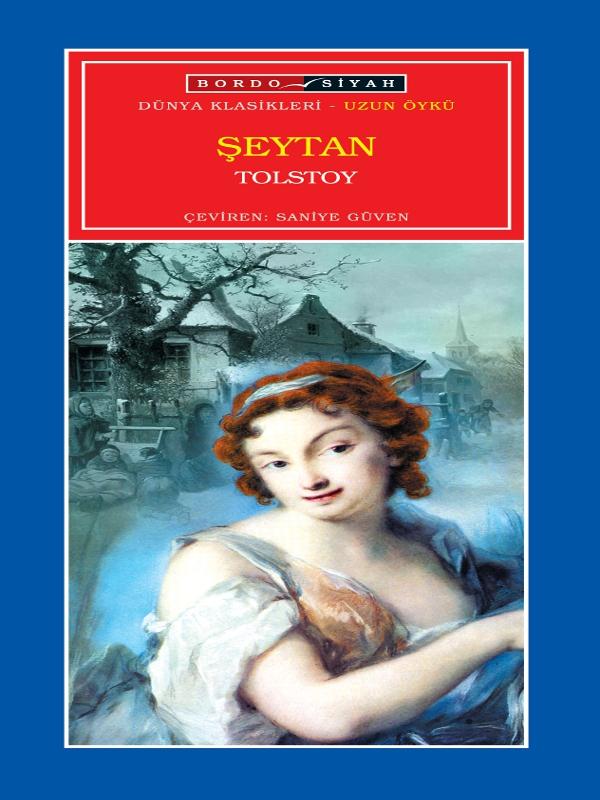 BORDO SİYAH
DÜNYA KLASİKLERİ - UZUN ÖYKÜ
ŞEYTAN
TOLSTOY
ÇEVİREN: SANİYE GÜVEN